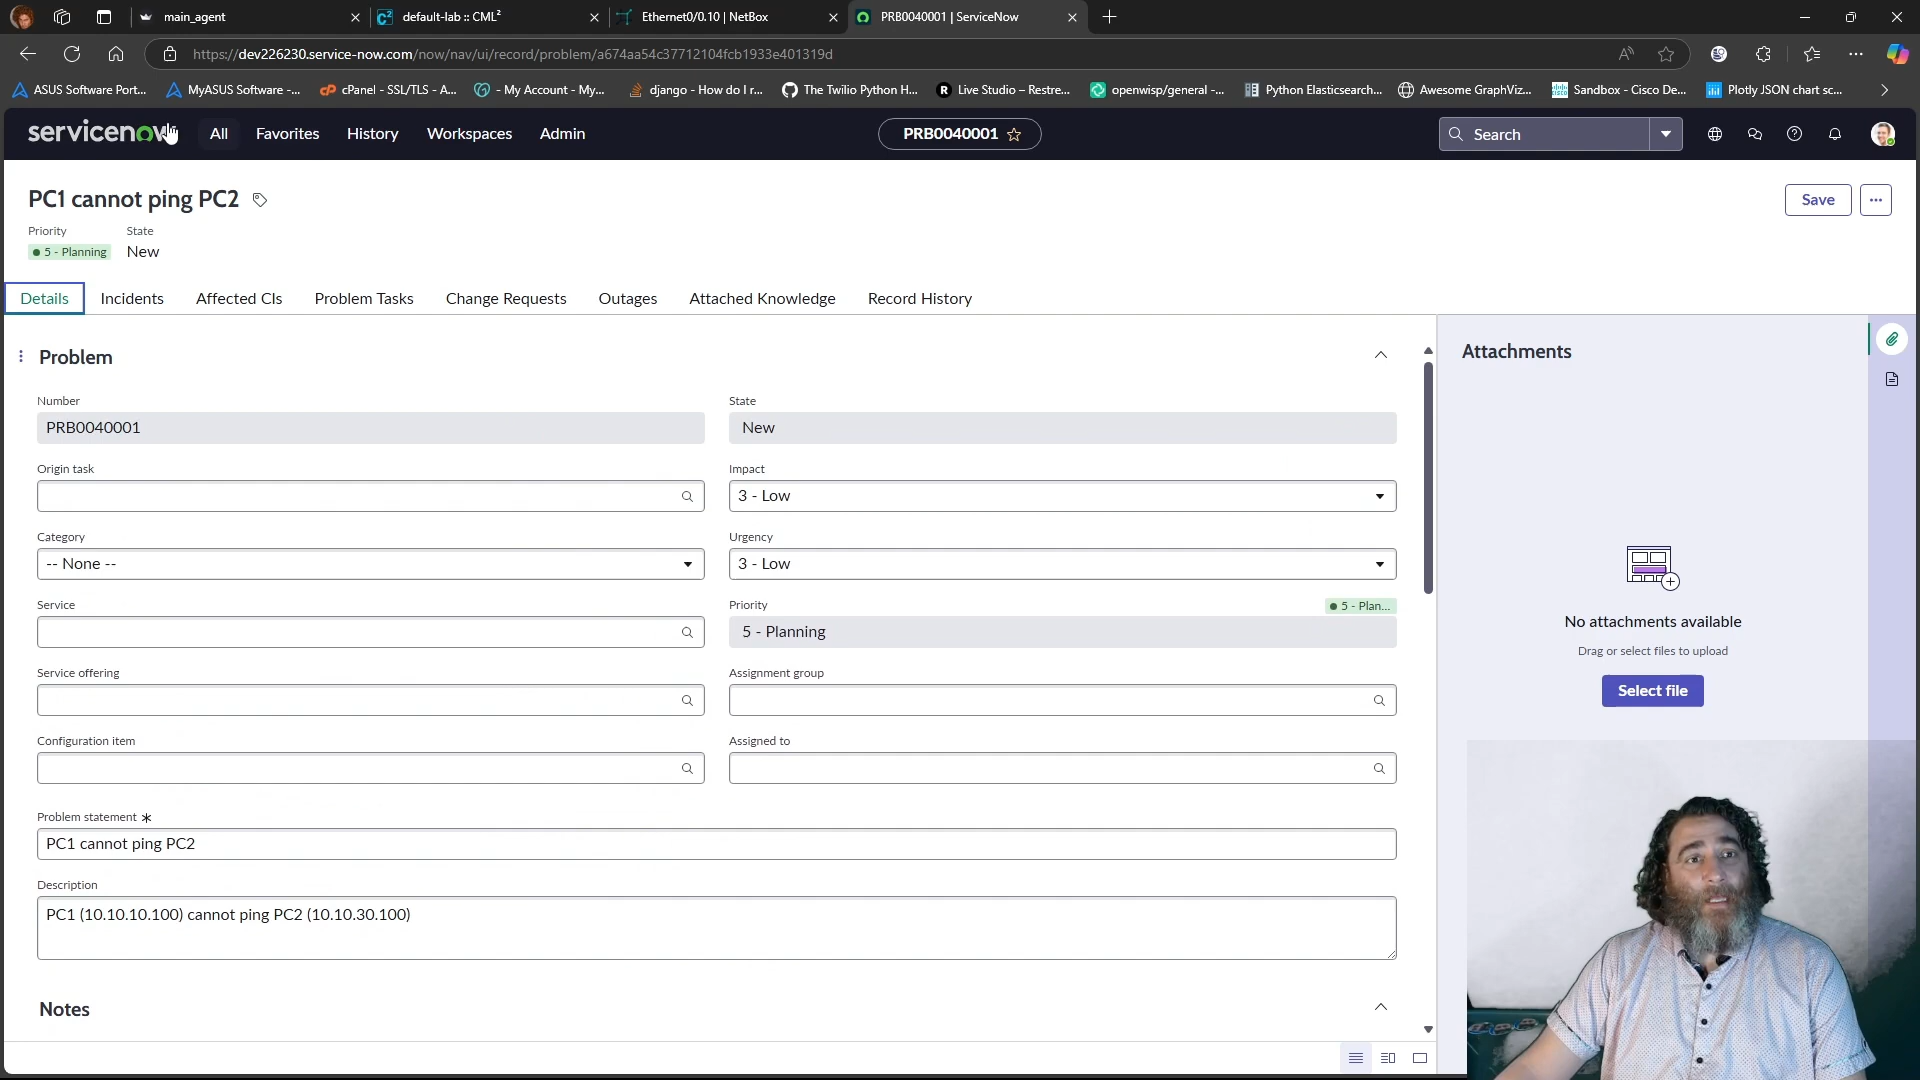 main_agent
default-lab :: CML²
Ethernet0/0.10 | NetBox
PRB0040001 | ServiceNow
https://dev226230.service-now.com/now/nav/ui/record/problem/a674aa54c37712104fcb1933e401319d
ASUS Software Port...
MyASUS Software -...
cPanel - SSL/TLS - A...
- My Account - My...
django - How do I r...
The Twilio Python H...
Live Studio – Restre...
openwisp/general -...
Python Elasticsearch...
Awesome GraphViz...
Sandbox - Cisco De...
Plotly JSON chart sc...
servicenow
All
Favorites
History
Workspaces
Admin
PRB0040001
Search
PC1 cannot ping PC2
Save
Priority
State
5 - Planning
New
Details
Incidents
Affected CIs
Problem Tasks
Change Requests
Outages
Attached Knowledge
Record History
Problem
Number
PRB0040001
State
New
Origin task
Impact
3 - Low
Category
-- None --
Urgency
3 - Low
Service
Priority
5 - Plan...
5 - Planning
Service offering
Assignment group
Configuration item
Assigned to
Problem statement
PC1 cannot ping PC2
Description
PC1 (10.10.10.100) cannot ping PC2 (10.10.30.100)
Notes
Attachments
No attachments available
Drag or select files to upload
Select file